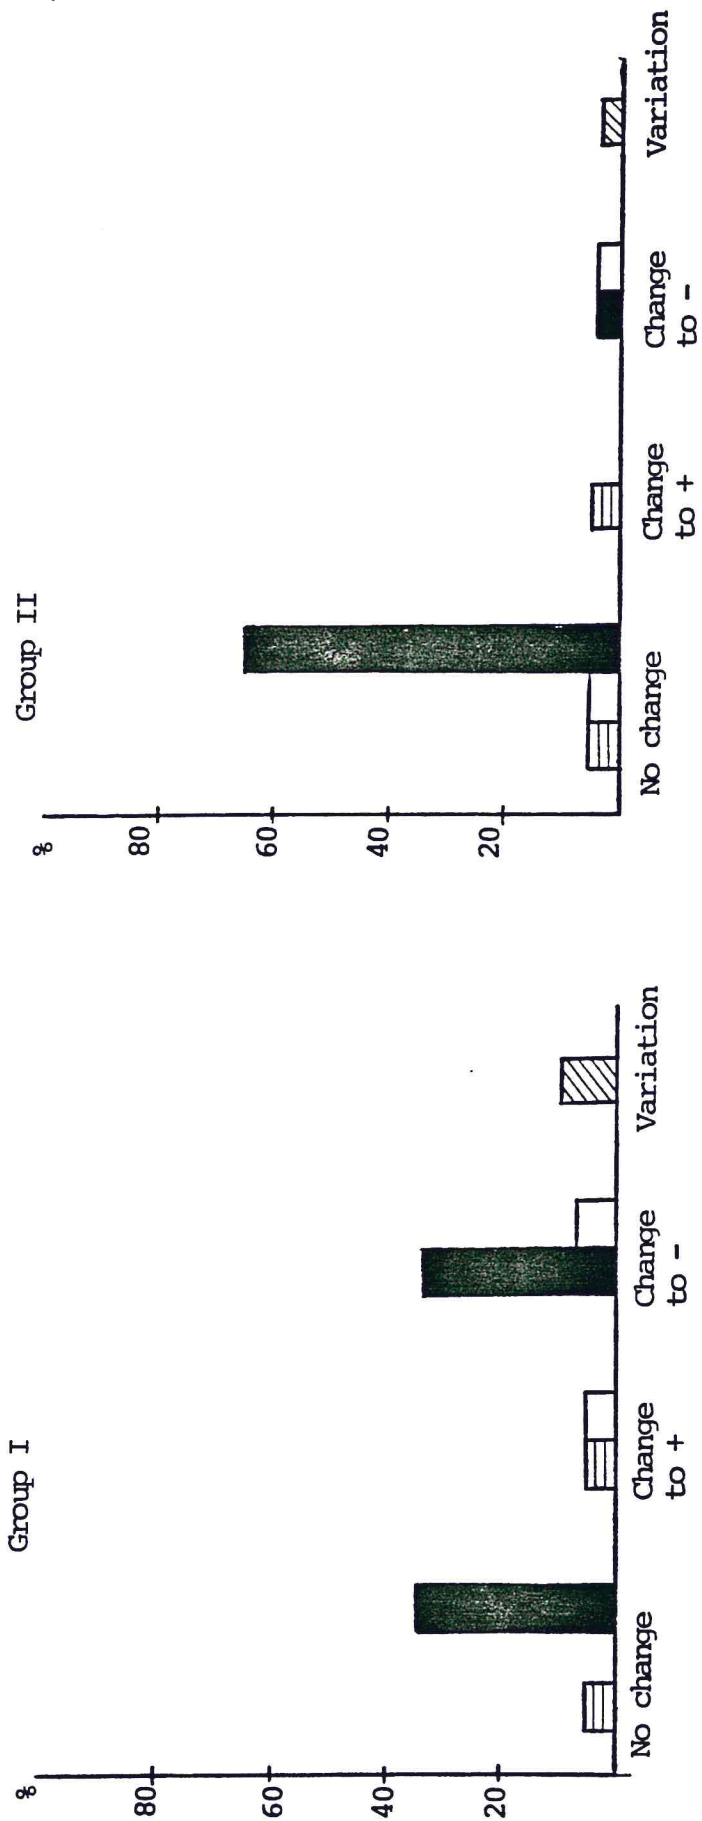 Group I
%
80
60
40
20
No change
Change
to +
Change
to -
Variation
Group II
%
80
60
40
20
No change
Change
to +
Change
to -
Variation